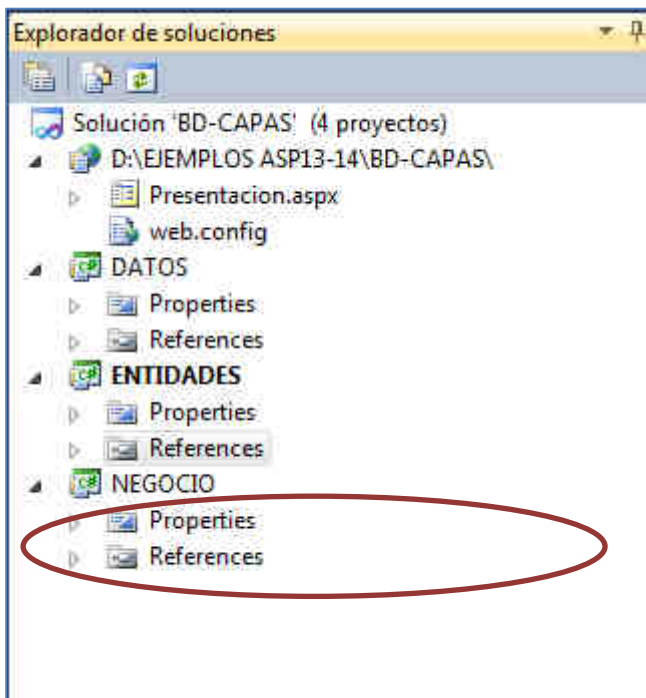 Explorador de soluciones
Solución 'BD-CAPAS' (4 proyectos)
D:\EJEMPLOS ASP13-14\BD-CAPAS\
Presentacion.aspx
web.config
DATOS
Properties
References
ENTIDADES
Properties
References
NEGOCIO
Properties
References